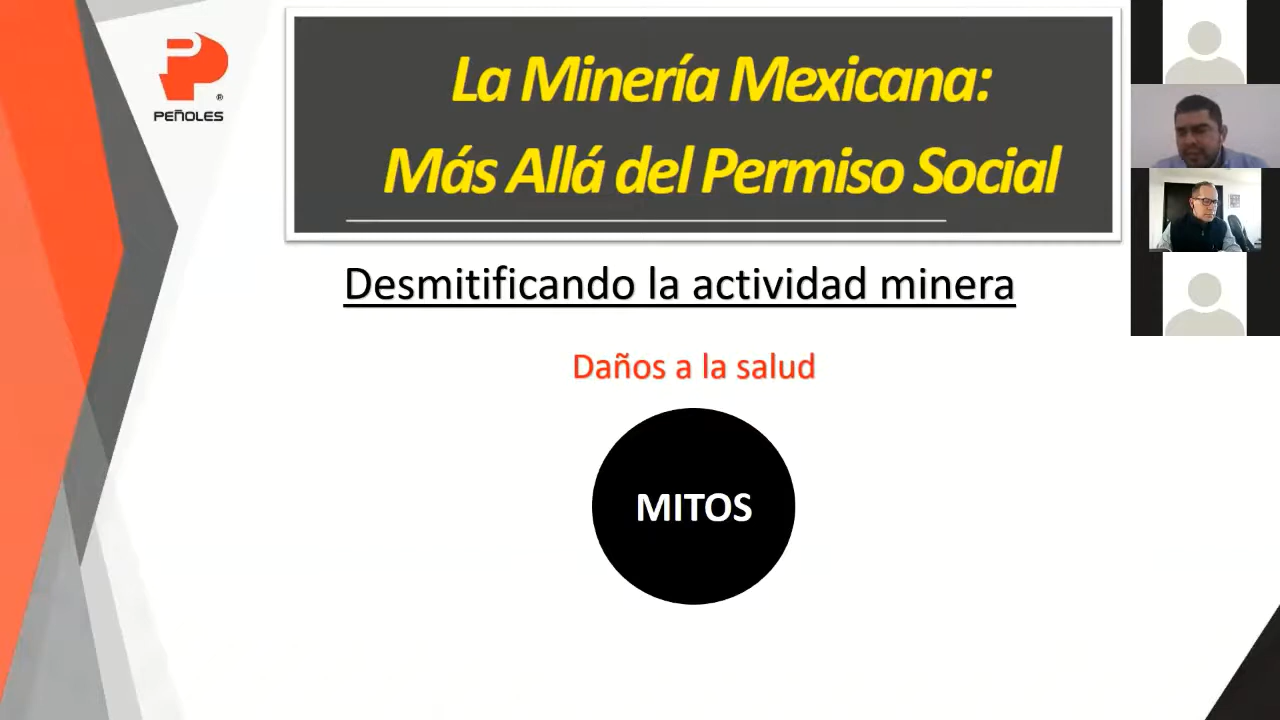 PEÑOLES
La Minería Mexicana:
Más Allá del Permiso Social
Desmitificando la actividad minera
Daños a la salud
MITOS